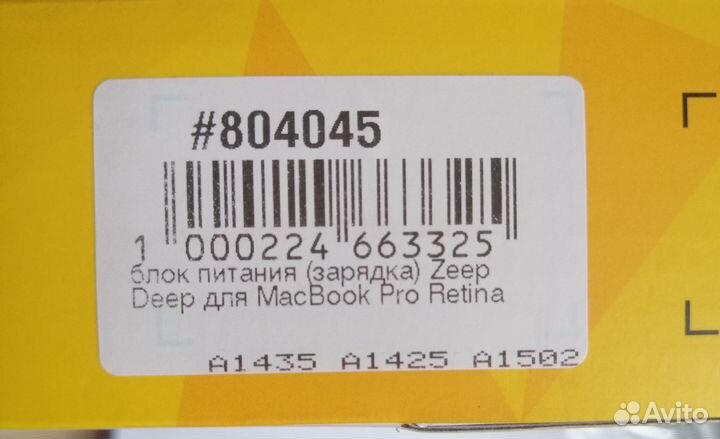 #804045
1 000224 663325
блок питания (зарядка) Zeep
Deep для MacBook Pro Retina
A1435 A1425 A1502
Avito